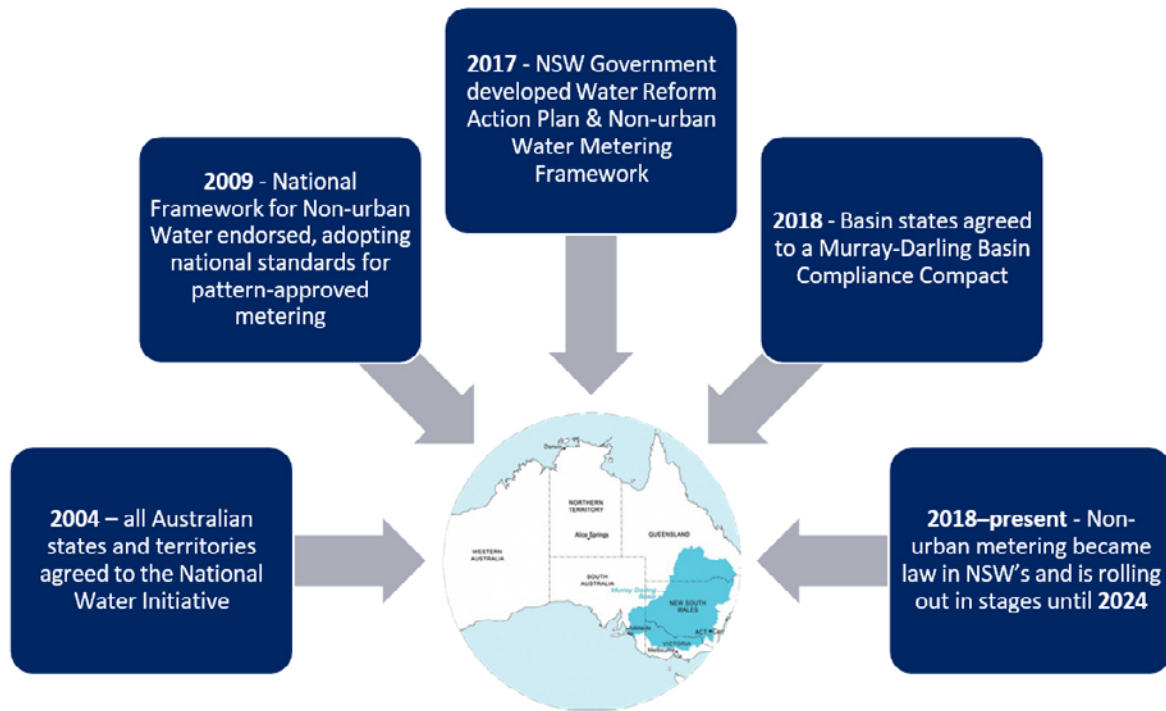 2004 – all Australian
states and territories
agreed to the National
Water Initiative
2009 - National
Framework for Non-urban
Water endorsed, adopting
national standards for
pattern-approved
metering
2017 - NSW Government
developed Water Reform
Action Plan & Non-urban
Water Metering
Framework
2018 - Basin states agreed
to a Murray-Darling Basin
Compliance Compact
2018–present - Non-
urban metering became
law in NSW's and is rolling
out in stages until 2024
Darwin
NORTHERN
TERRITORY
Alice Springs
QUEENSLAND
WESTERN
AUSTRALIA
SOUTH
AUSTRALIA
Murray Darling
Basin
NEW SOUTH
WALES
Adelaide
ACT
VICTORIA
Melbourne